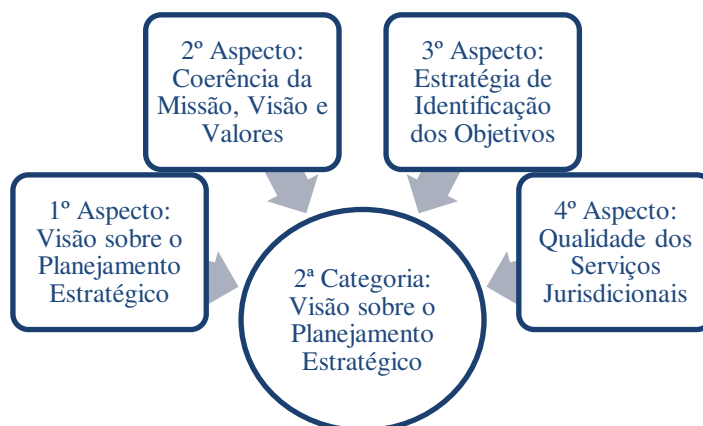 2º Aspecto:
Coerência da
Missão, Visão e
Valores
3º Aspecto:
Estratégia de
Identificação
dos Objetivos
1º Aspecto:
Visão sobre o
Planejamento
Estratégico
4º Aspecto:
Qualidade dos
Serviços
Jurisdicionais
2ª Categoria:
Visão sobre o
Planejamento
Estratégico